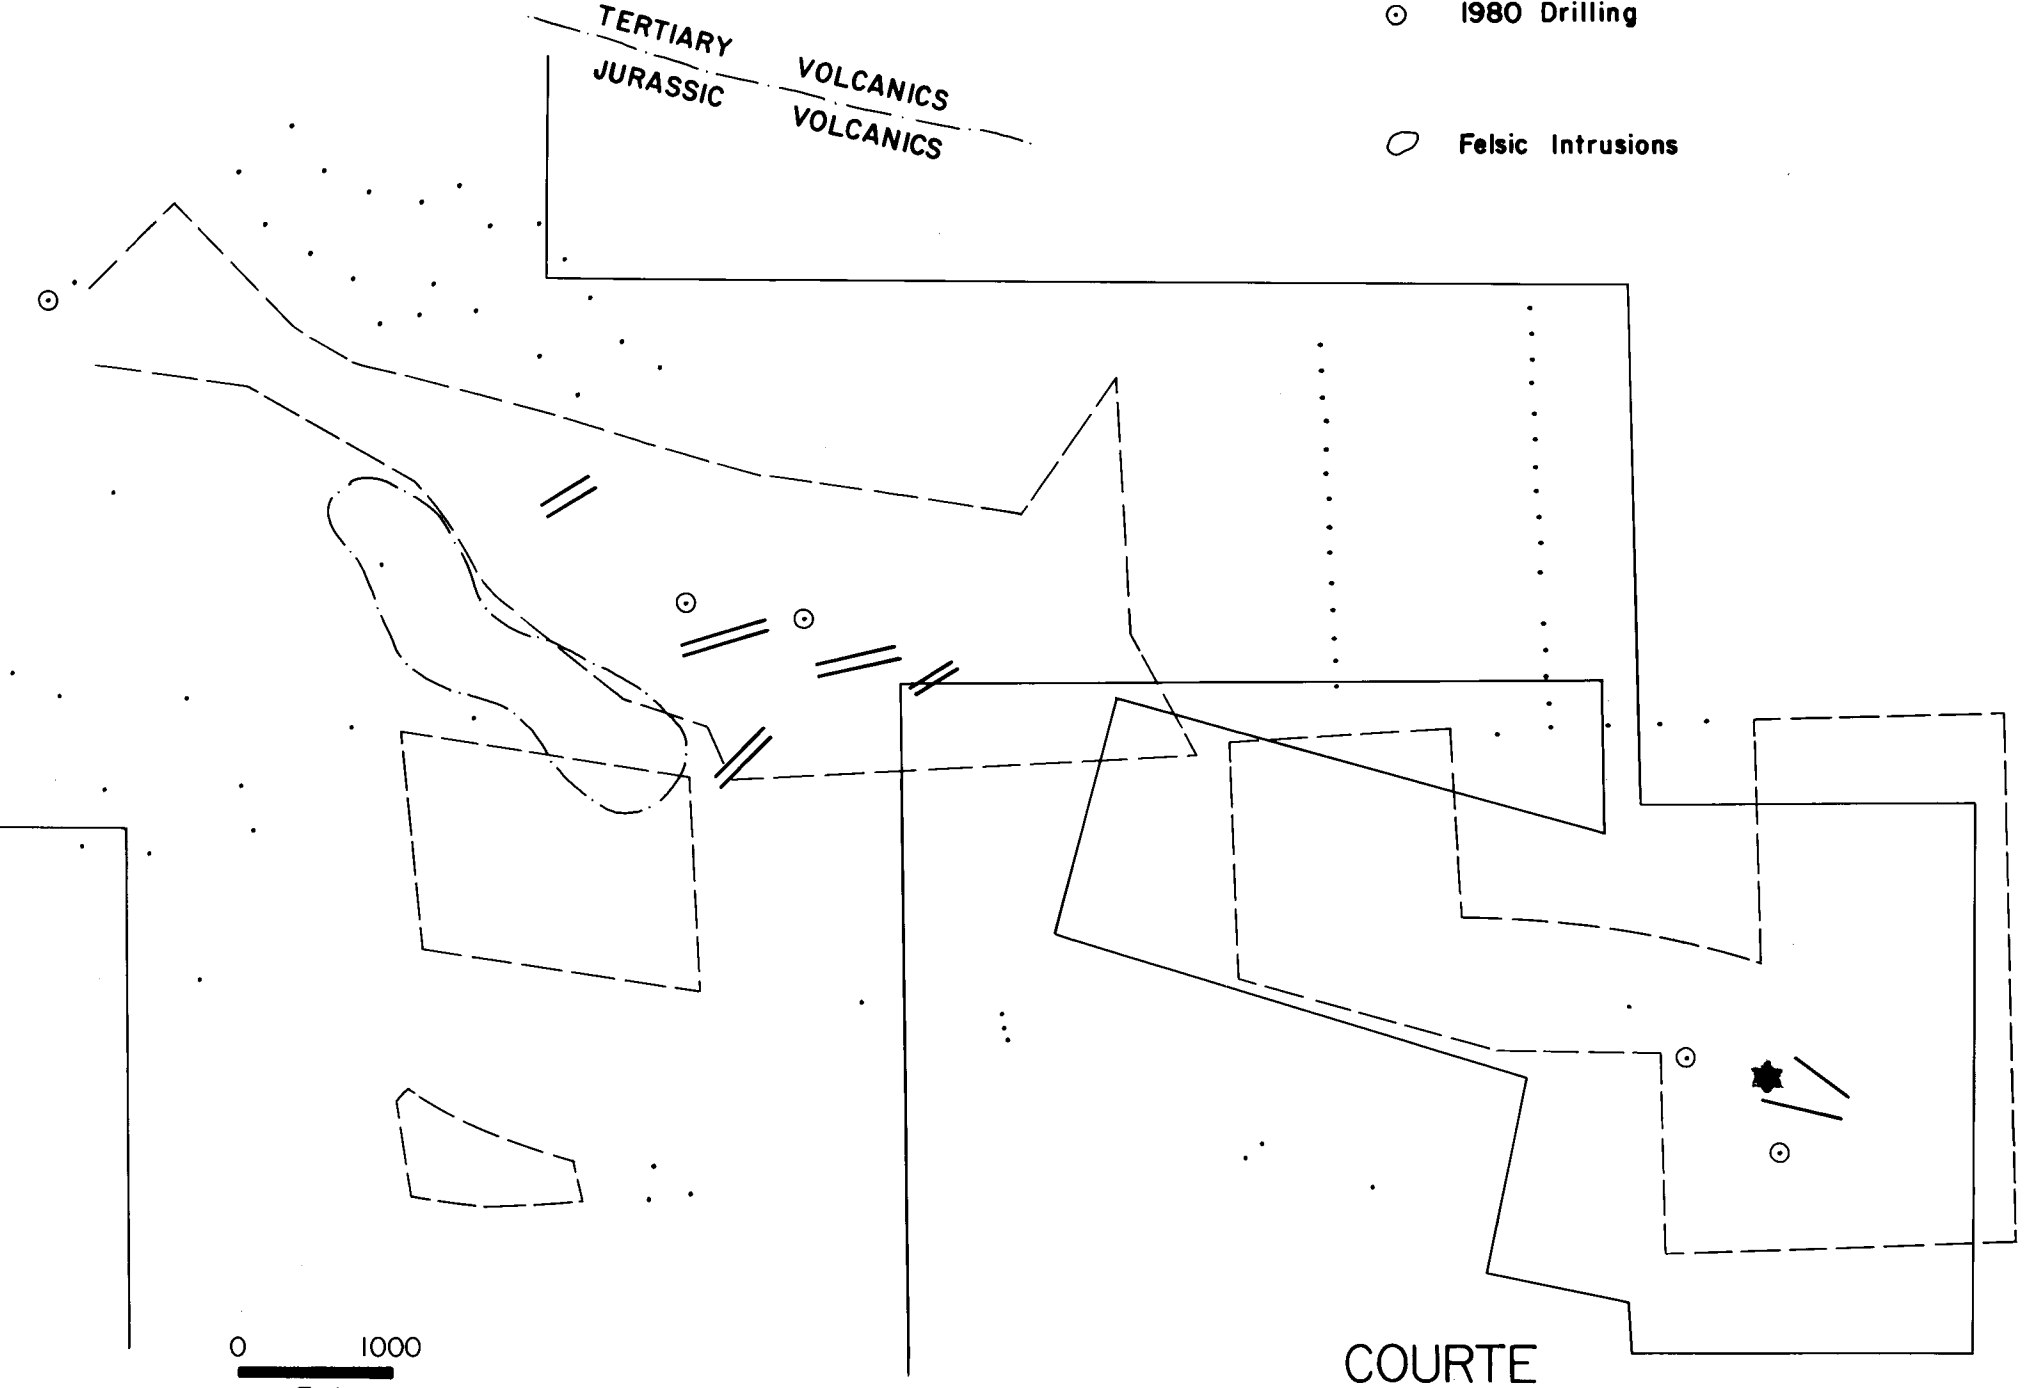 1980 Drilling
TERTIARY VOLCANICS
JURASSIC VOLCANICS
Felsic Intrusions
0 1000
COURTE